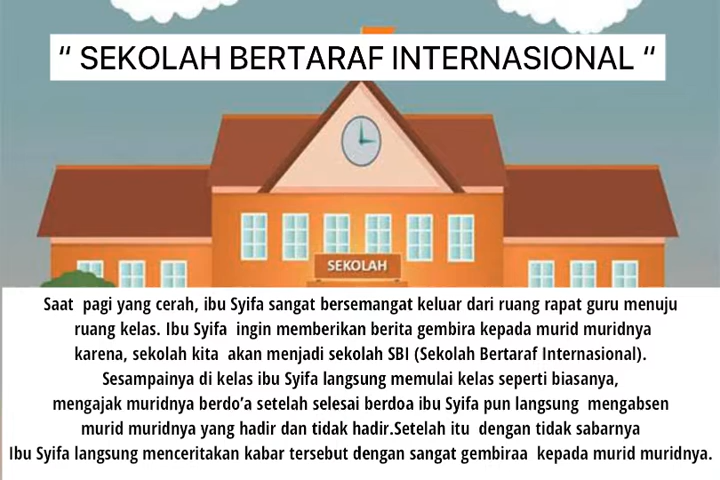 “ SEKOLAH BERTARAF INTERNASIONAL “
SEKOLAH
Saat  pagi yang cerah, ibu Syifa sangat bersemangat keluar dari ruang rapat guru menuju
ruang kelas. Ibu Syifa  ingin memberikan berita gembira kepada murid muridnya
karena, sekolah kita  akan menjadi sekolah SBI (Sekolah Bertaraf Internasional).
Sesampainya di kelas ibu Syifa langsung memulai kelas seperti biasanya,
mengajak muridnya berdo’a setelah selesai berdoa ibu Syifa pun langsung  mengabsen
murid muridnya yang hadir dan tidak hadir.Setelah itu  dengan tidak sabarnya
Ibu Syifa langsung menceritakan kabar tersebut dengan sangat gembiraa  kepada murid muridnya.